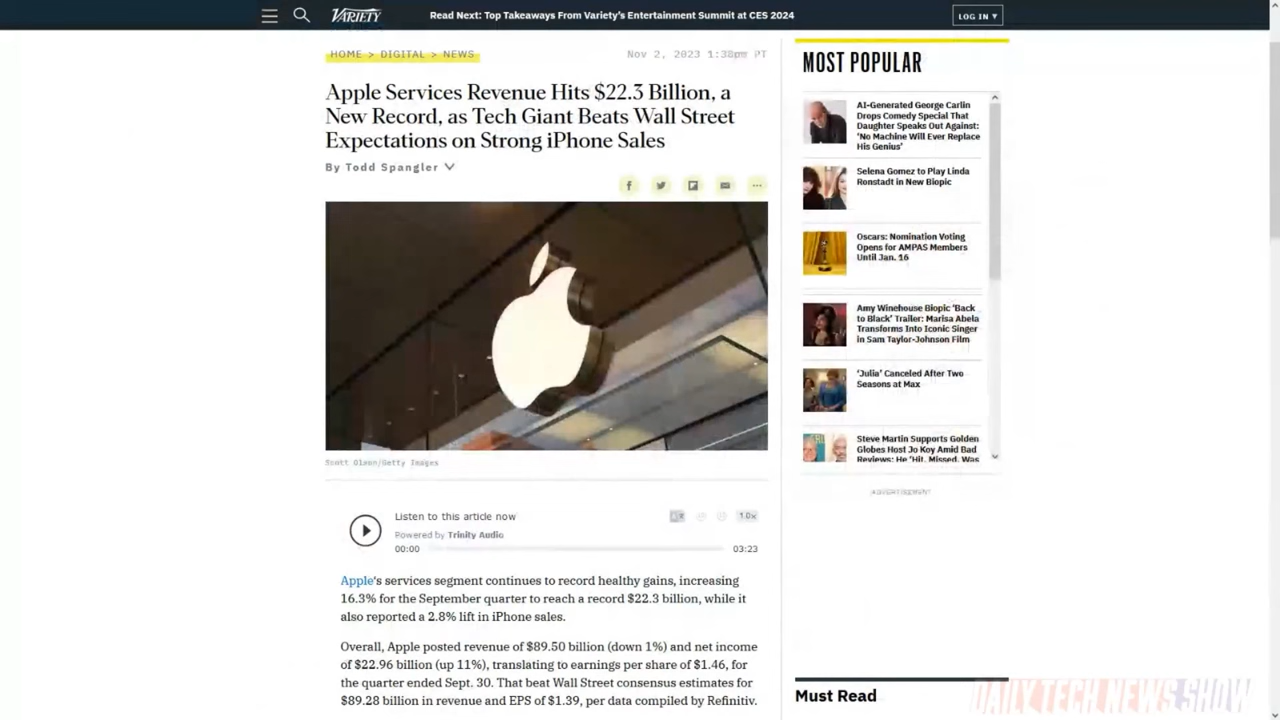 VARIETY
Read Next: Top Takeaways From Variety's Entertainment Summit at CES 2024
LOG IN ▾
HOME > DIGITAL > NEWS
Nov 2, 2023 1:38pm PT
Apple Services Revenue Hits $22.3 Billion, a
New Record, as Tech Giant Beats Wall Street
Expectations on Strong iPhone Sales
By Todd Spangler
Scott Olson/Getty Images
Listen to this article now
1.0x
Powered by Trinity Audio
00:00
03:23
Apple's services segment continues to record healthy gains, increasing
16.3% for the September quarter to reach a record $22.3 billion, while it
also reported a 2.8% lift in iPhone sales.
Overall, Apple posted revenue of $89.50 billion (down 1%) and net income
of $22.96 billion (up 11%), translating to earnings per share of $1.46, for
the quarter ended Sept. 30. That beat Wall Street consensus estimates for
$89.28 billion in revenue and EPS of $1.39, per data compiled by Refinitiv.
MOST POPULAR
AI-Generated George Carlin
Drops Comedy Special That
Daughter Speaks Out Against:
'No Machine Will Ever Replace
His Genius'
Selena Gomez to Play Linda
Ronstadt in New Biopic
Oscars: Nomination Voting
Opens for AMPAS Members
Until Jan. 16
Amy Winehouse Biopic 'Back
to Black' Trailer: Marisa Abela
Transforms Into Iconic Singer
in Sam Taylor-Johnson Film
'Julia' Canceled After Two
Seasons at Max
Steve Martin Supports Golden
Globes Host Jo Koy Amid Bad
Reviews: He 'Hit, Missed, Was
ADVERTISEMENT
Must Read
DAILY TECH NEWS SHOW